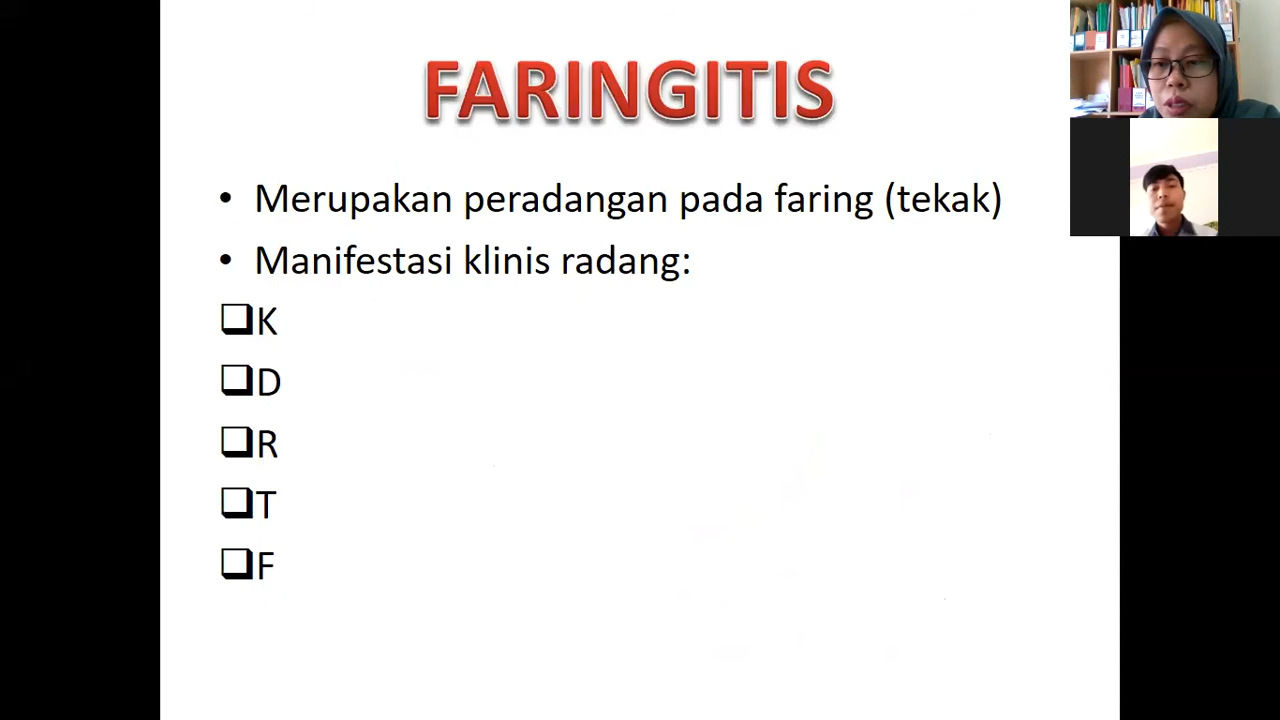 FARINGITIS
• Merupakan peradangan pada faring (tekak)
• Manifestasi klinis radang:
❑K
❑D
❑R
❑T
❑F